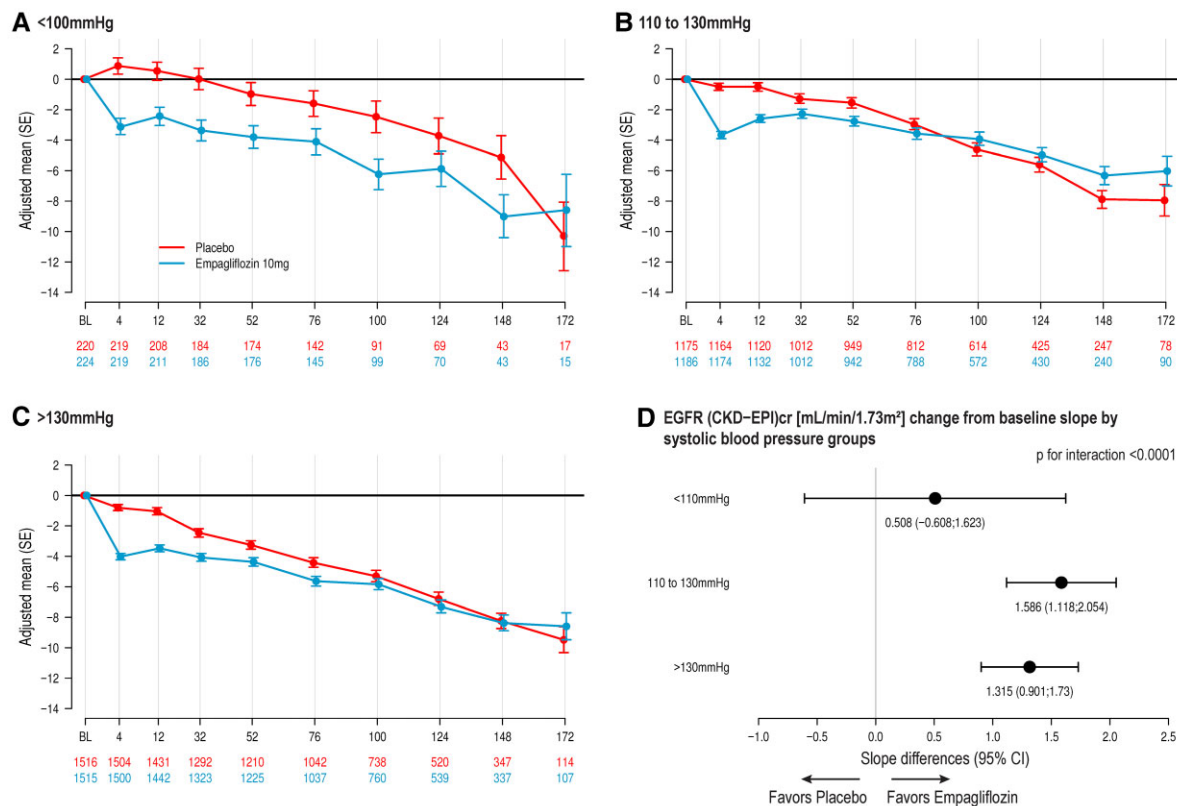 A <100mmHg
Adjusted mean (SE)
2
0
−2
−4
−6
−8
−10
−12
−14
Placebo
Empagliflozin 10mg
BL 4 12 32 52 76 100 124 148 172
220 219 208 184 174 142 91 69 43 17
224 219 211 186 176 145 99 70 43 15
B 110 to 130mmHg
Adjusted mean (SE)
2
0
−2
−4
−6
−8
−10
−12
−14
BL 4 12 32 52 76 100 124 148 172
1175 1164 1120 1012 949 812 614 425 247 78
1186 1174 1132 1012 942 788 572 430 240 90
C >130mmHg
Adjusted mean (SE)
2
0
−2
−4
−6
−8
−10
−12
−14
BL 4 12 32 52 76 100 124 148 172
1516 1504 1431 1292 1210 1042 738 520 347 114
1515 1500 1442 1323 1225 1037 760 539 337 107
D EGFR (CKD−EPI)cr [mL/min/1.73m²] change from baseline slope by
systolic blood pressure groups
p for interaction <0.0001
<110mmHg
0.508 (−0.608;1.623)
110 to 130mmHg
1.586 (1.118;2.054)
>130mmHg
1.315 (0.901;1.73)
−1.0 −0.5 0.0 0.5 1.0 1.5 2.0 2.5
Slope differences (95% CI)
Favors Placebo Favors Empagliflozin